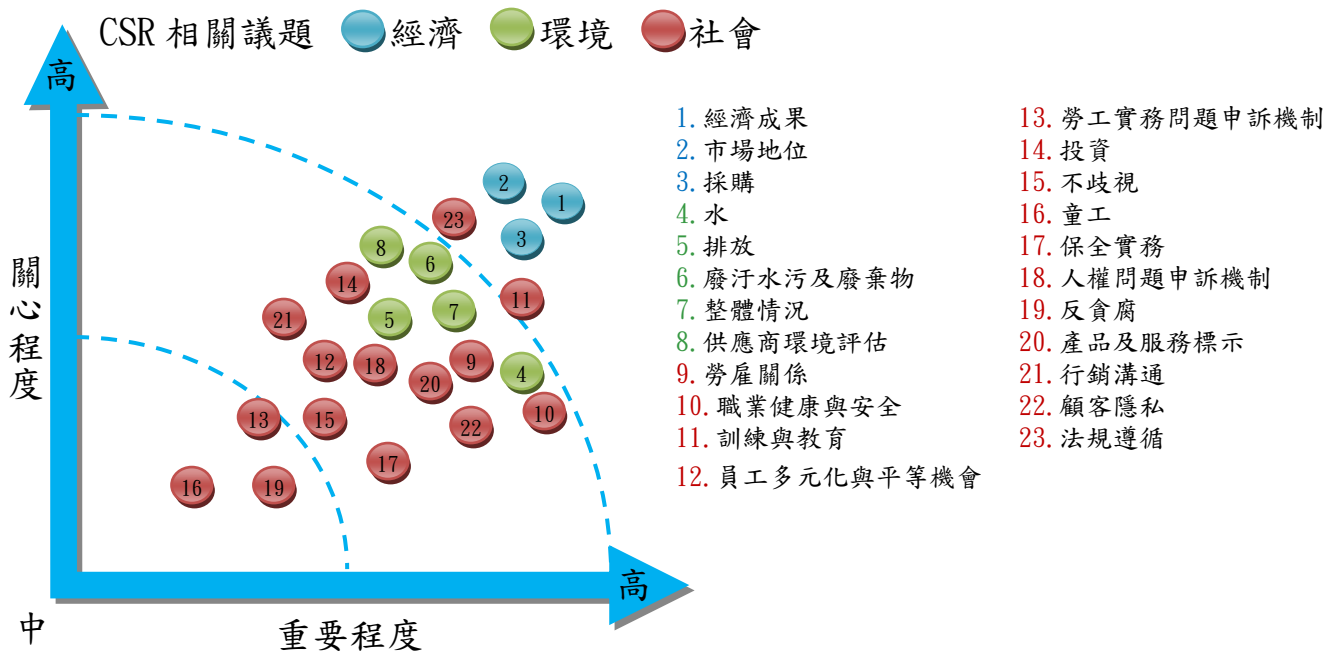 CSR 相關議題 經濟 環境 社會
高
關心程度
中
重要程度
高
2
1
23
3
8
6
14
11
7
21
5
12
18
9
20
4
13
15
10
22
17
16
19
1. 經濟成果
2. 市場地位
3. 採購
4. 水
5. 排放
6. 廢汙水污及廢棄物
7. 整體情況
8. 供應商環境評估
9. 勞雇關係
10. 職業健康與安全
11. 訓練與教育
12. 員工多元化與平等機會
13. 勞工實務問題申訴機制
14. 投資
15. 不歧視
16. 童工
17. 保全實務
18. 人權問題申訴機制
19. 反貪腐
20. 產品及服務標示
21. 行銷溝通
22. 顧客隱私
23. 法規遵循